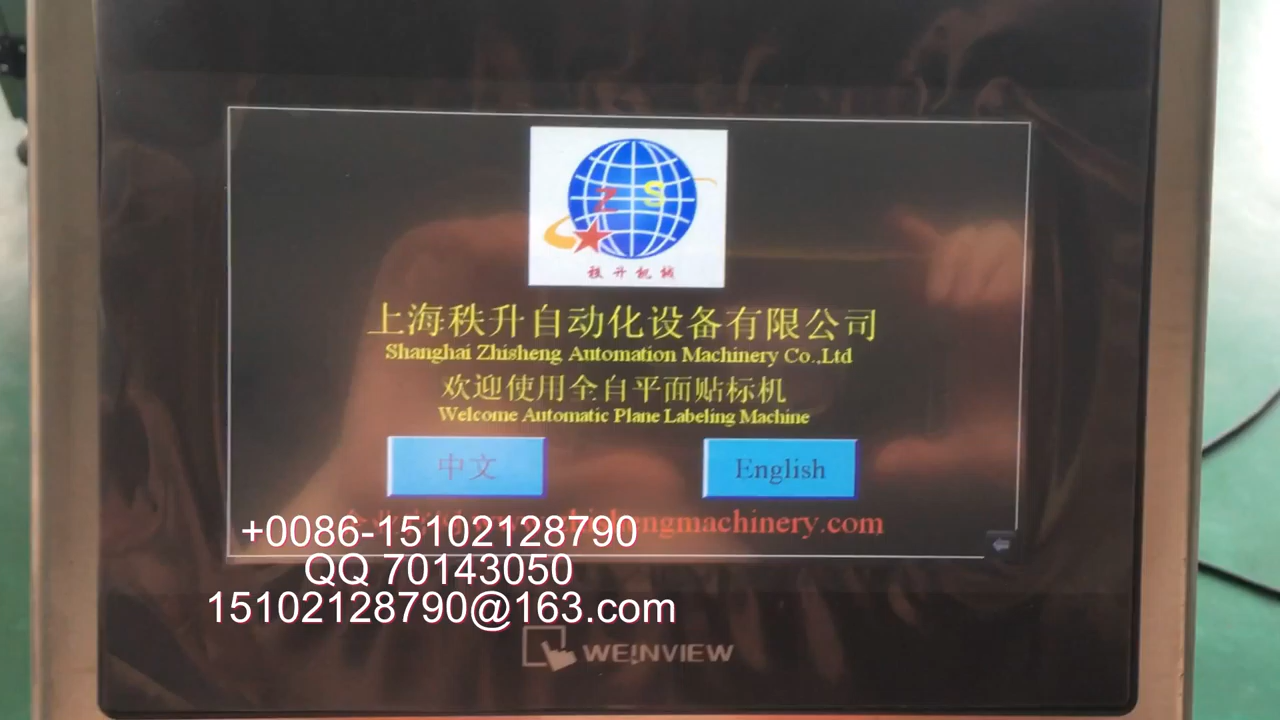 Z S
秩升机械
上海秩升自动化设备有限公司
Shanghai Zhisheng Automation Machinery Co.,Ltd
欢迎使用全自平面贴标机
Welcome Automatic Plane Labeling Machine
中文
English
zhishengmachinery.com
+0086-15102128790
QQ 70143050
15102128790@163.com
WEINVIEW